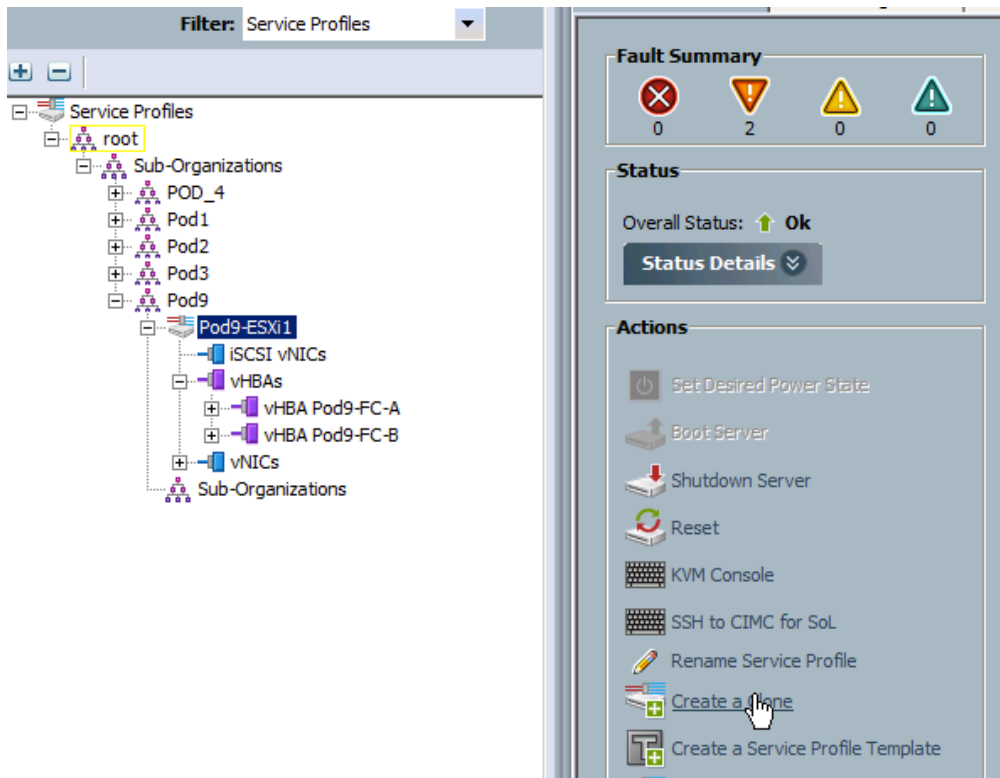 Filter: Service Profiles
Service Profiles
root
Sub-Organizations
POD_4
Pod1
Pod2
Pod3
Pod9
Pod9-ESXi1
iSCSI vNICs
vHBAs
vHBA Pod9-FC-A
vHBA Pod9-FC-B
vNICs
Sub-Organizations
Fault Summary
0 2 0 0
Status
Overall Status: Ok
Status Details
Actions
Set Desired Power State
Boot Server
Shutdown Server
Reset
KVM Console
SSH to CIMC for SoL
Rename Service Profile
Create a Clone
Create a Service Profile Template